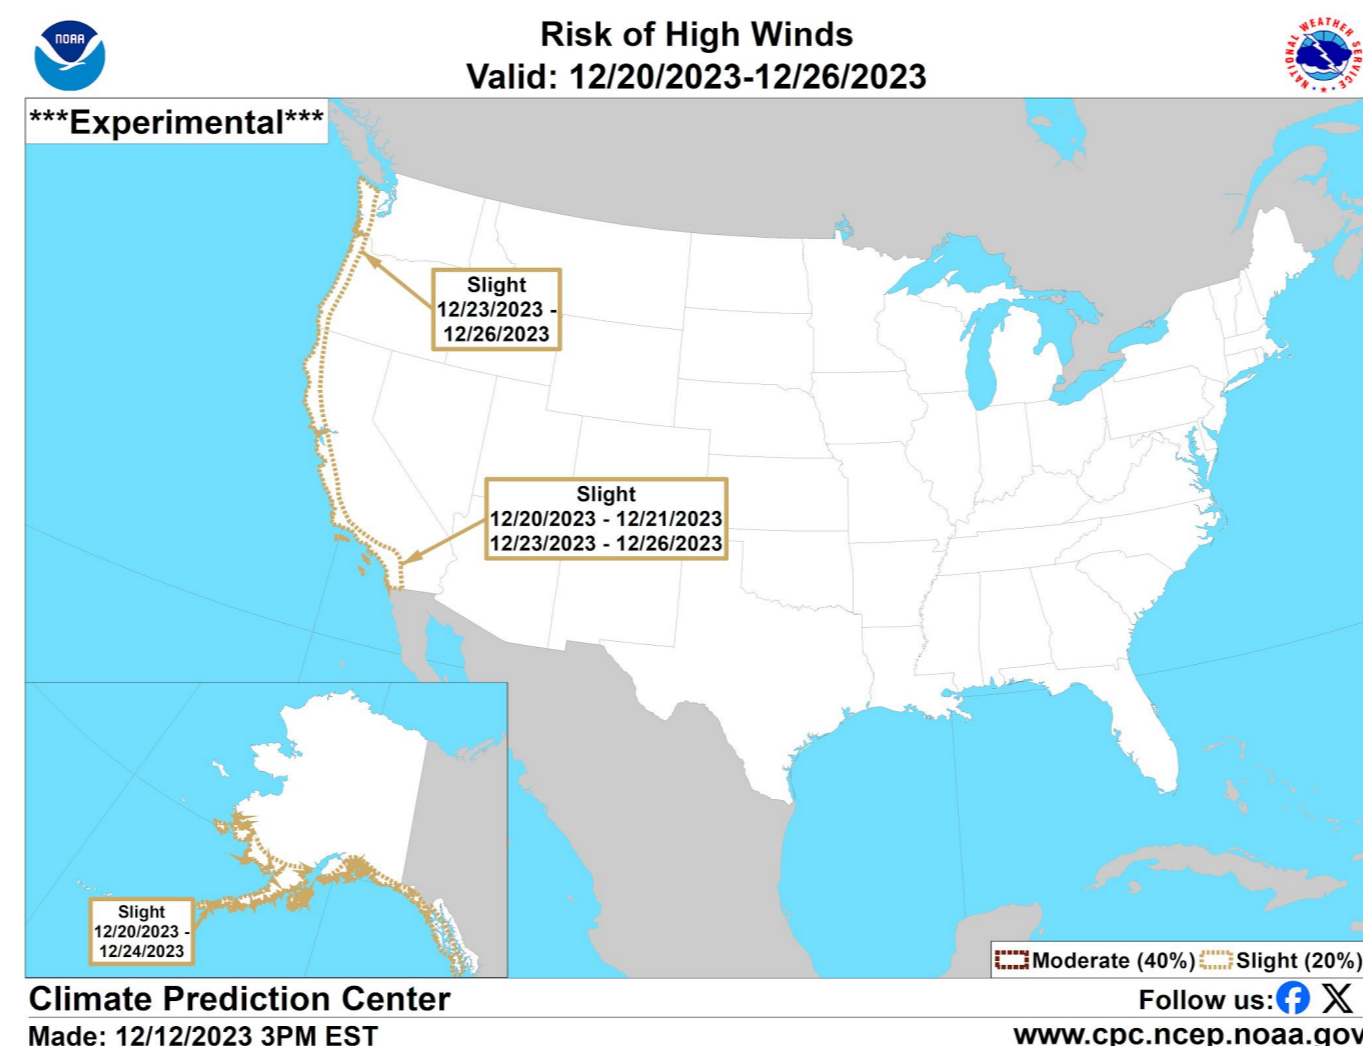 NOAA
Risk of High Winds
Valid: 12/20/2023-12/26/2023
NATIONAL WEATHER SERVICE
***Experimental***
Slight
12/23/2023 -
12/26/2023
Slight
12/20/2023 - 12/21/2023
12/23/2023 - 12/26/2023
Slight
12/20/2023 -
12/24/2023
Moderate (40%) Slight (20%)
Climate Prediction Center
Follow us:
Made: 12/12/2023 3PM EST
www.cpc.ncep.noaa.gov